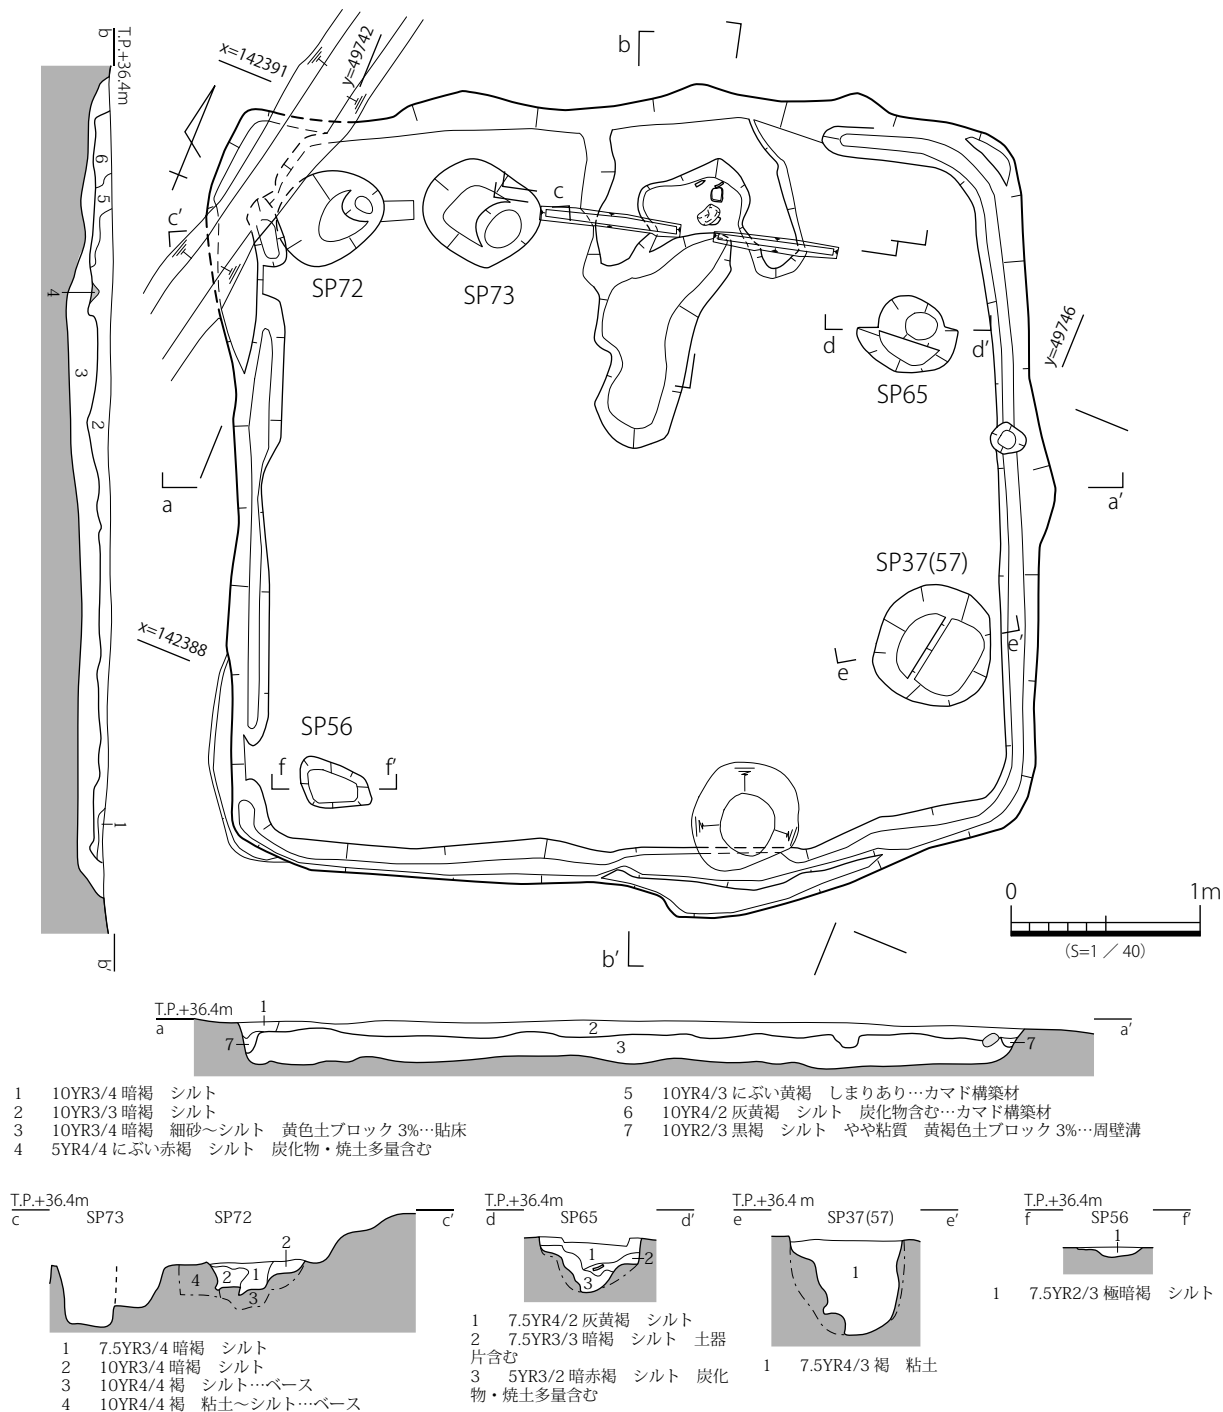 b
T.P.+36.4m
x=142391
y=49742
b
c'
c
SP72
SP73
6
5
4
3
2
1
d
d'
SP65
y=49746
a
a'
x=142388
SP37(57)
e
e'
SP56
f
f'
b'
b'
0
1m
（S=1 ／ 40）
T.P.+36.4m
a
a'
1
2
3
7
7
1　10YR3/4 暗褐　シルト
2　10YR3/3 暗褐　シルト
3　10YR3/4 暗褐　細砂～シルト　黄色土ブロック 3%…貼床
4　5YR4/4 にぶい赤褐　シルト　炭化物・焼土多量含む
5　10YR4/3 にぶい黄褐　しまりあり…カマド構築材
6　10YR4/2 灰黄褐　シルト　炭化物含む…カマド構築材
7　10YR2/3 黒褐　シルト　やや粘質　黄褐色土ブロック 3%…周壁溝
T.P.+36.4m
c
SP73
SP72
c'
2
4
2
1
3
1　7.5YR3/4 暗褐　シルト
2　10YR3/4 暗褐　シルト
3　10YR4/4 褐　シルト…ベース
4　10YR4/4 褐　粘土～シルト…ベース
T.P.+36.4m
d
SP65
d'
1
2
3
1　7.5YR4/2 灰黄褐　シルト
2　7.5YR3/3 暗褐　シルト　土器
片含む
3　5YR3/2 暗赤褐　シルト　炭化
物・焼土多量含む
T.P.+36.4 m
e
SP37(57)
e'
1
1　7.5YR4/3 褐　粘土
T.P.+36.4m
f
SP56
f'
1
1　7.5YR2/3 極暗褐　シルト